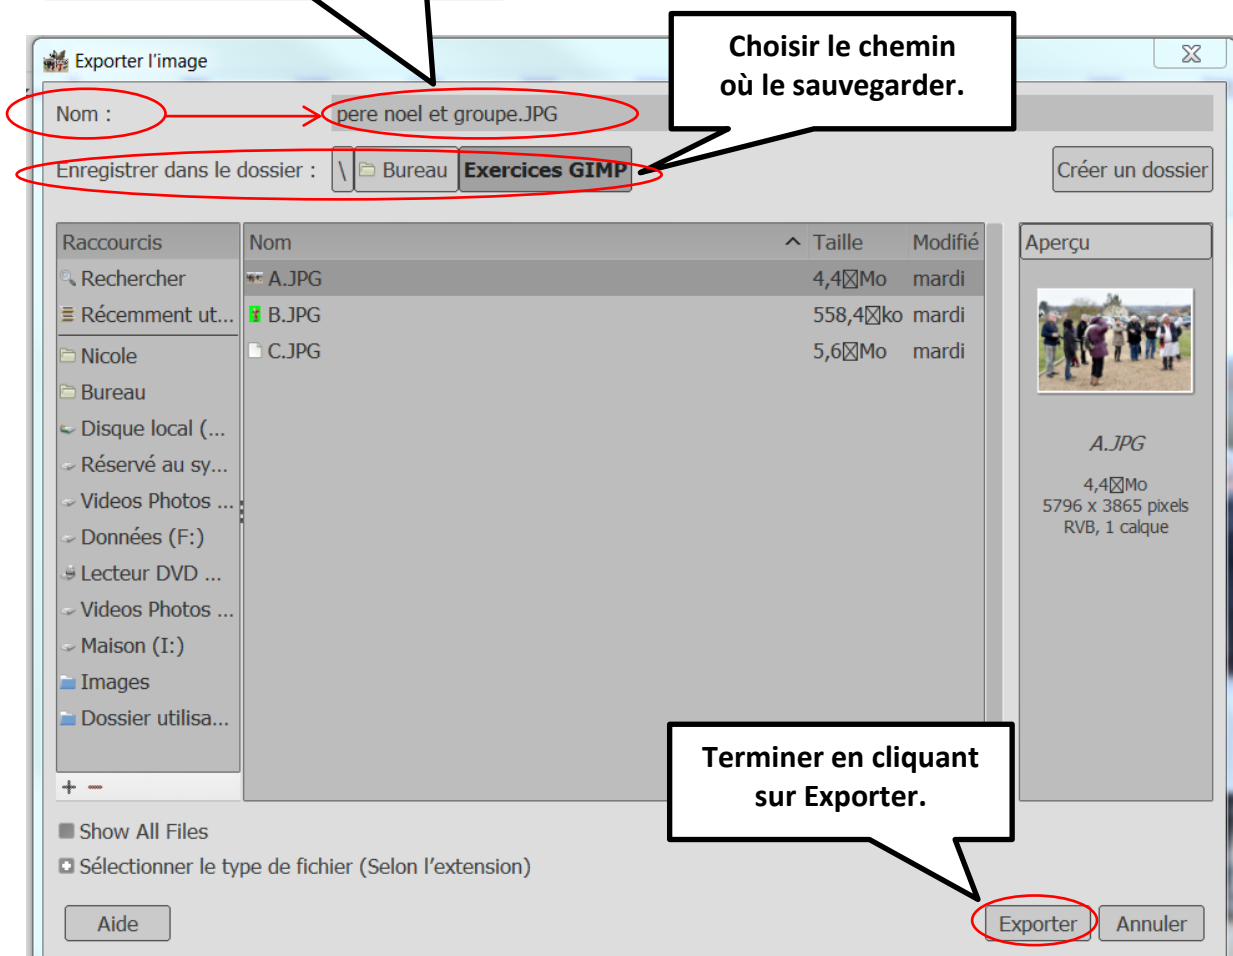 Choisir le chemin
où le sauvegarder.
Exporter l'image
Nom :
pere noel et groupe.JPG
Enregistrer dans le dossier :
\
Bureau
Exercices GIMP
Créer un dossier
Raccourcis
Nom
Taille
Modifié
Aperçu
Rechercher
A.JPG
4,4 Mo
mardi
Récemment ut...
B.JPG
558,4 ko
mardi
Nicole
C.JPG
5,6 Mo
mardi
Bureau
Disque local (...
Réservé au sy...
Videos Photos ...
Données (F:)
Lecteur DVD ...
Videos Photos ...
Maison (I:)
Images
Dossier utilisa...
A.JPG
4,4 Mo
5796 x 3865 pixels
RVB, 1 calque
Terminer en cliquant
sur Exporter.
Show All Files
Sélectionner le type de fichier (Selon l'extension)
Aide
Exporter
Annuler